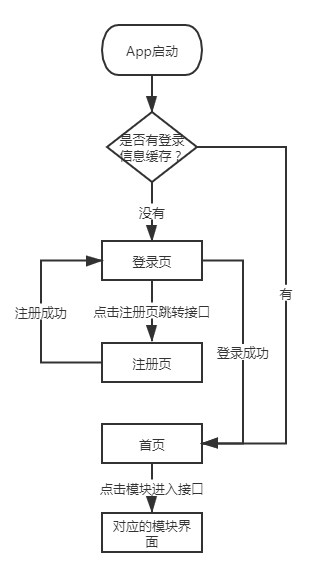 App启动
是否有登录
信息缓存？
没有
登录页
点击注册页跳转接口
注册成功
有
注册页
登录成功
首页
点击模块进入接口
对应的模块界
面